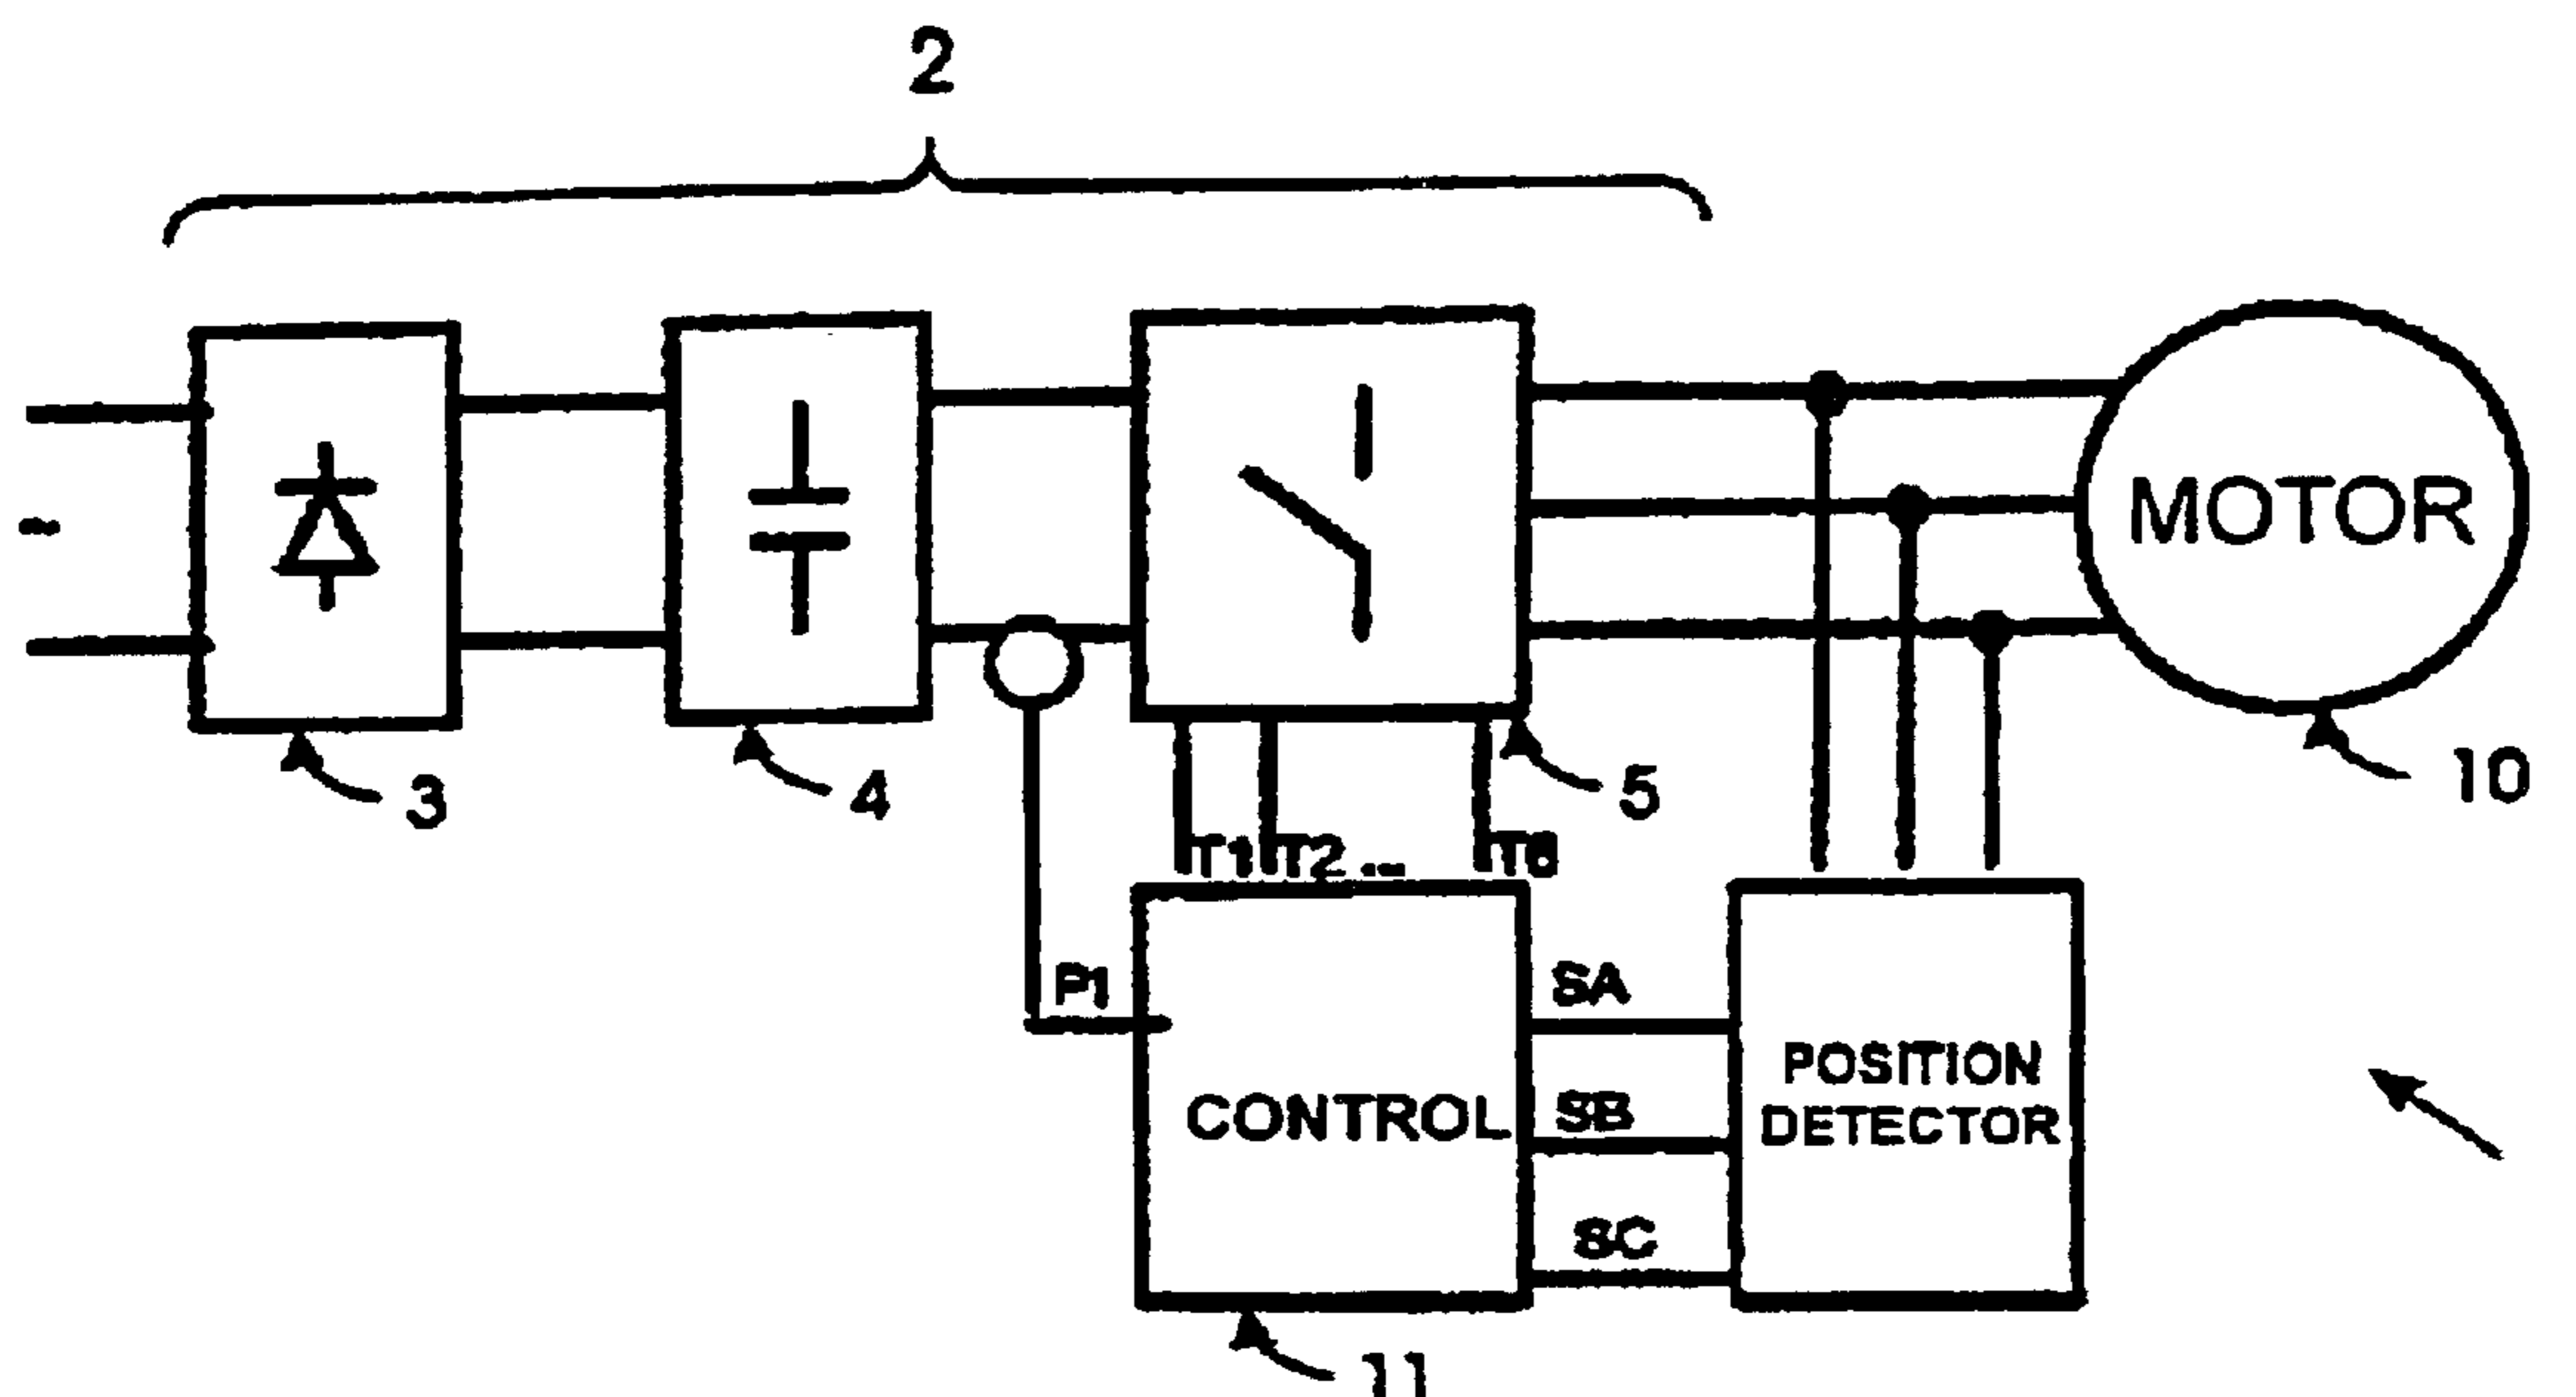 2
~
MOTOR
3
4
5
10
T1 T2 ... T6
P1
SA
CONTROL
SB
POSITION
DETECTOR
SC
11